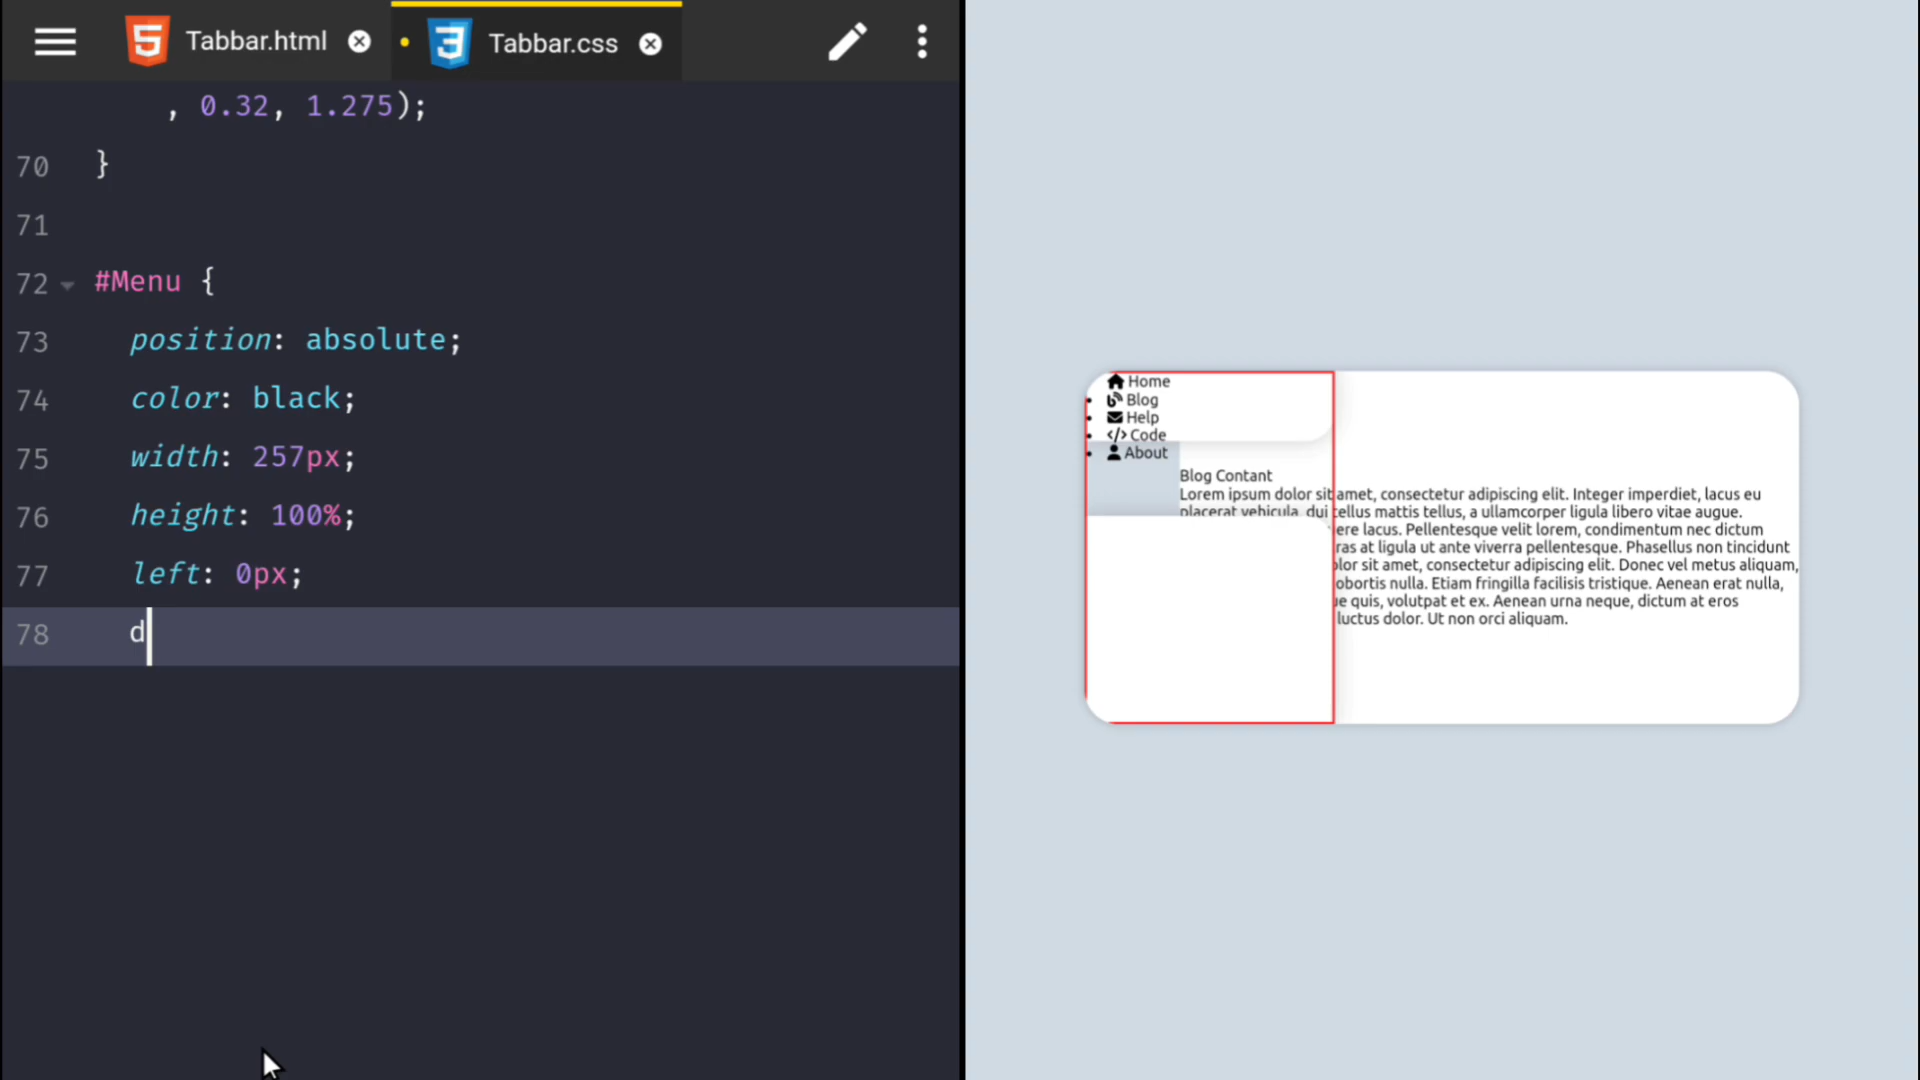 Tabbar.html
Tabbar.css
, 0.32, 1.275);
70 }
71
72 #Menu {
73 position: absolute;
74 color: black;
75 width: 257px;
76 height: 100%;
77 left: 0px;
78 d
Home
Blog
Help
Code
About
Blog Contant
Lorem ipsum dolor sit amet, consectetur adipiscing elit. Integer imperdiet, lacus eu
placerat vehicula, dui tellus mattis tellus, a ullamcorper ligula libero vitae augue.
ere lacus. Pellentesque velit lorem, condimentum nec dictum
ras at ligula ut ante viverra pellentesque. Phasellus non tincidunt
lor sit amet, consectetur adipiscing elit. Donec vel metus aliquam,
obortis nulla. Etiam fringilla facilisis tristique. Aenean erat nulla,
ue quis, volutpat et ex. Aenean urna neque, dictum at eros
luctus dolor. Ut non orci aliquam.